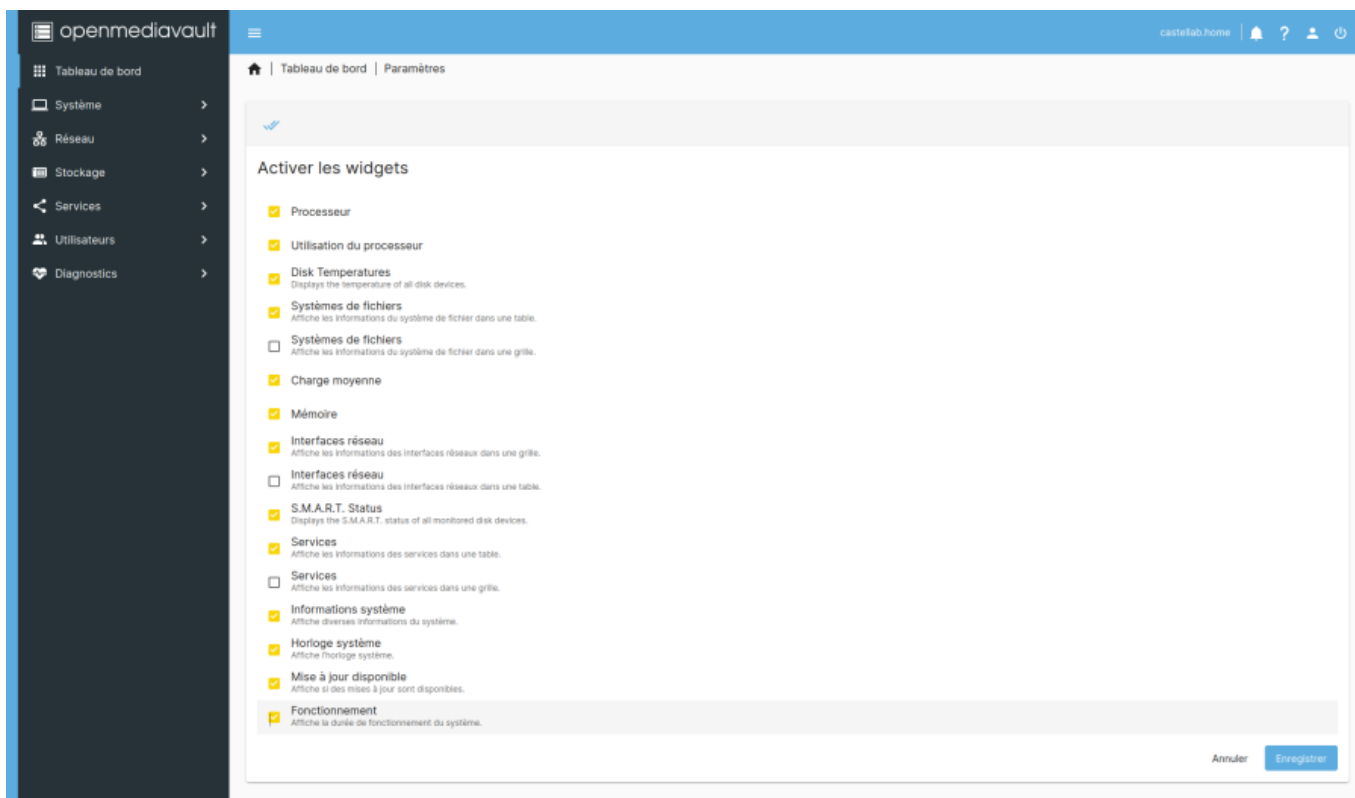 openmediavault
castellab.home
?
Tableau de bord
Système
Réseau
Stockage
Services
Utilisateurs
Diagnostics
| Tableau de bord | Paramètres
Activer les widgets
Processeur
Utilisation du processeur
Disk Temperatures
Displays the temperature of all disk devices.
Systèmes de fichiers
Affiche les informations du système de fichier dans une table.
Systèmes de fichiers
Affiche les informations du système de fichier dans une grille.
Charge moyenne
Mémoire
Interfaces réseau
Affiche les informations des interfaces réseaux dans une grille.
Interfaces réseau
Affiche les informations des interfaces réseaux dans une table.
S.M.A.R.T. Status
Displays the S.M.A.R.T. status of all monitored disk devices.
Services
Affiche les informations des services dans une table.
Services
Affiche les informations des services dans une grille.
Informations système
Affiche diverses informations du système.
Horloge système
Affiche l'horloge système.
Mise à jour disponible
Affiche si des mises à jour sont disponibles.
Fonctionnement
Affiche la durée de fonctionnement du système.
Annuler
Enregistrer